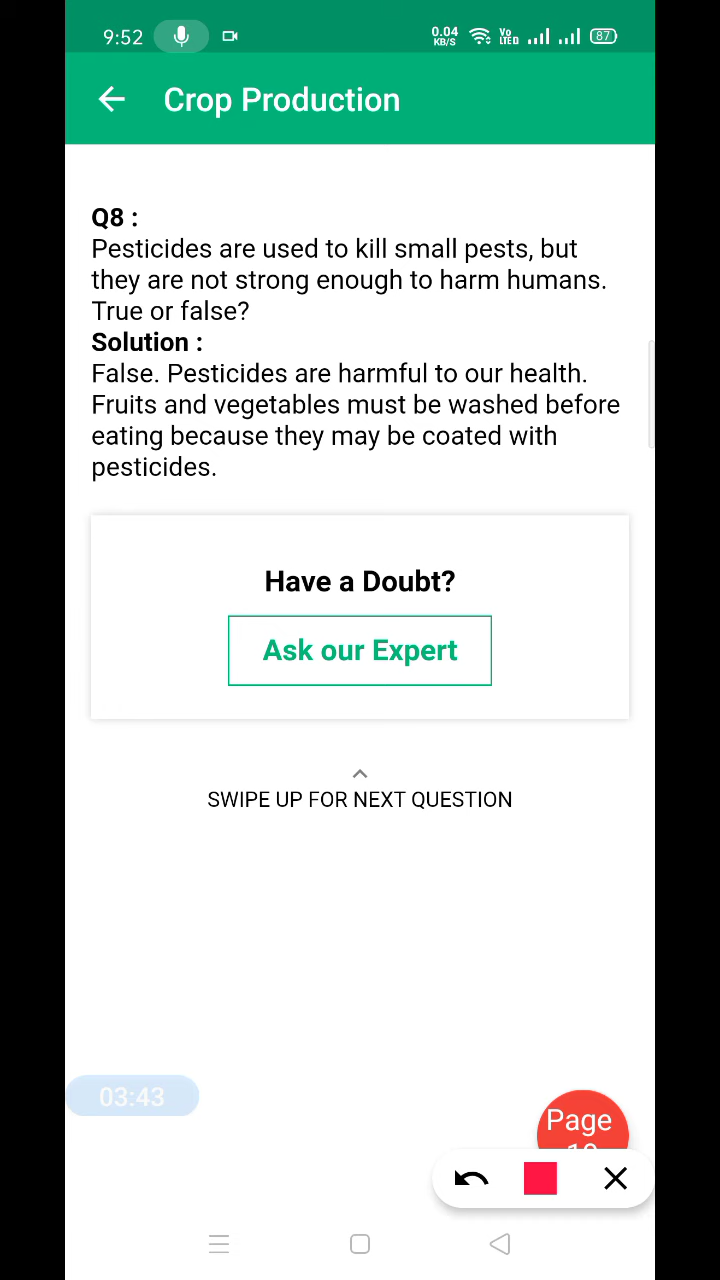 9:52
0.04
KB/S
Vo
LTE
87
Crop Production
Q8 :
Pesticides are used to kill small pests, but
they are not strong enough to harm humans.
True or false?
Solution :
False. Pesticides are harmful to our health.
Fruits and vegetables must be washed before
eating because they may be coated with
pesticides.
Have a Doubt?
Ask our Expert
SWIPE UP FOR NEXT QUESTION
03:43
Page